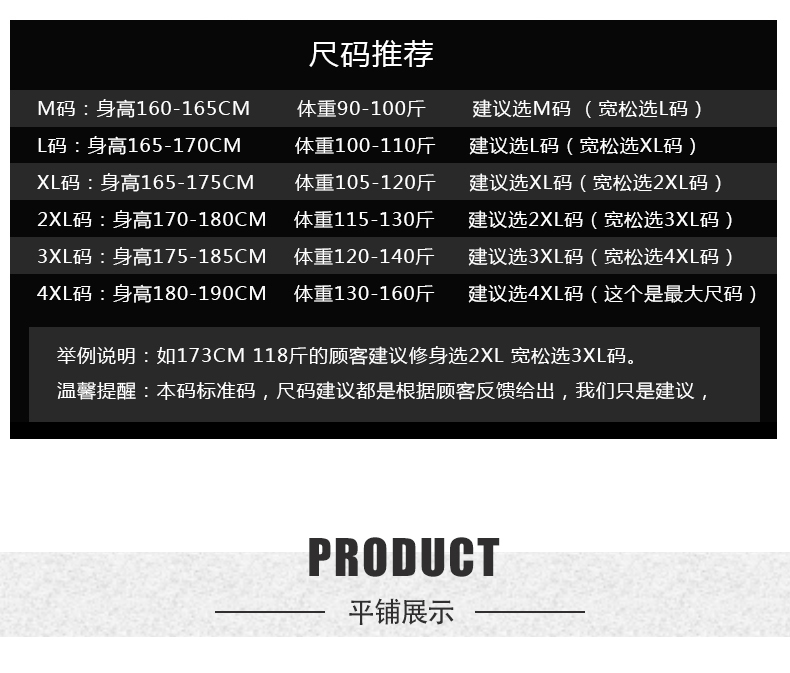 尺码推荐
M码：身高160-165CM 体重90-100斤 建议选M码 （宽松选L码）
L码：身高165-170CM 体重100-110斤 建议选L码（宽松选XL码）
XL码：身高165-175CM 体重105-120斤 建议选XL码（宽松选2XL码）
2XL码：身高170-180CM 体重115-130斤 建议选2XL码（宽松选3XL码）
3XL码：身高175-185CM 体重120-140斤 建议选3XL码（宽松选4XL码）
4XL码：身高180-190CM 体重130-160斤 建议选4XL码（这个是最大尺码）
举例说明：如173CM 118斤的顾客建议修身选2XL 宽松选3XL码。
温馨提醒：本码标准码，尺码建议都是根据顾客反馈给出，我们只是建议，
PRODUCT
平铺展示